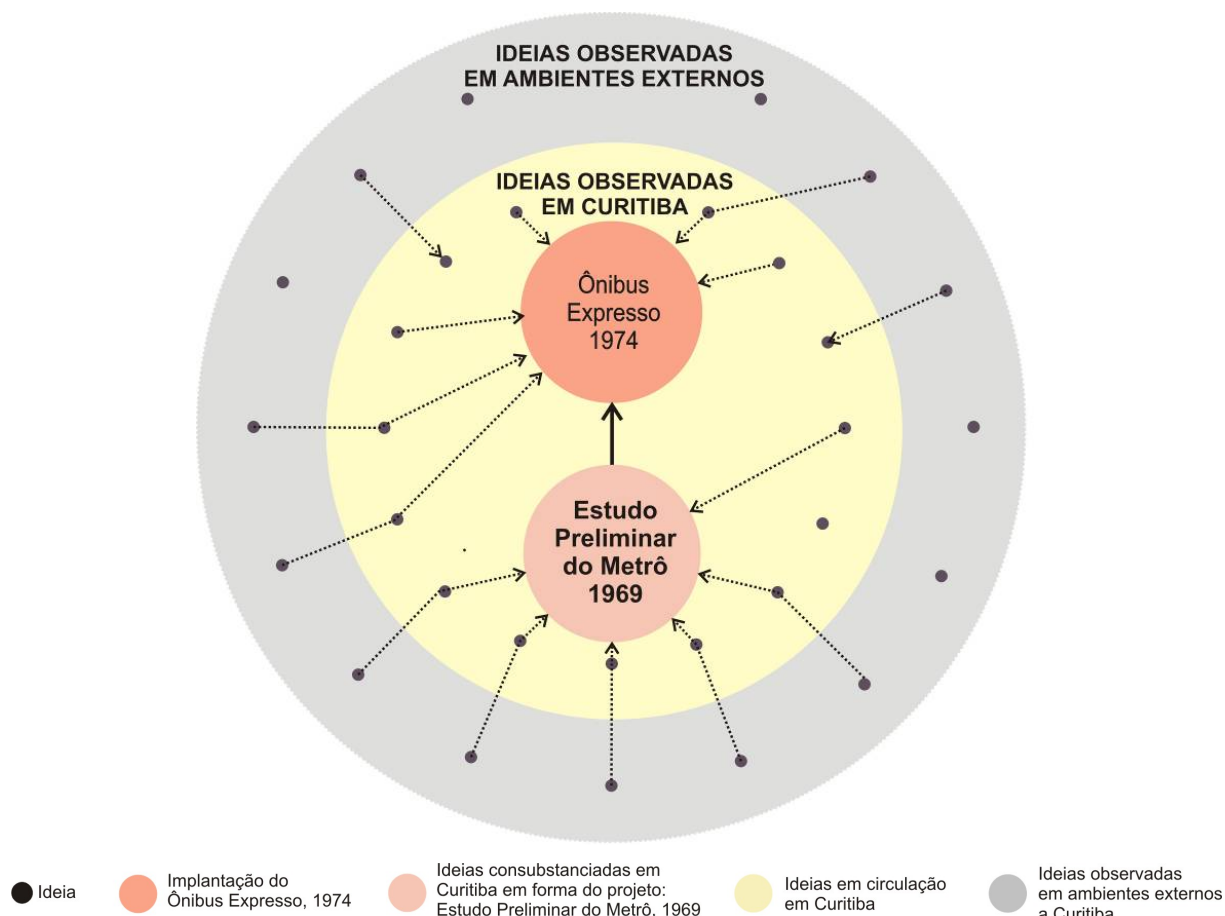 IDEIAS OBSERVADAS
EM AMBIENTES EXTERNOS
IDEIAS OBSERVADAS
EM CURITIBA
Ônibus
Expresso
1974
Estudo
Preliminar
do Metrô
1969
Ideia
Implantação do
Ônibus Expresso, 1974
Ideias consubstanciadas em
Curitiba em forma do projeto:
Estudo Preliminar do Metrô, 1969
Ideias em circulação
em Curitiba
Ideias observadas
em ambientes externos
a Curitiba